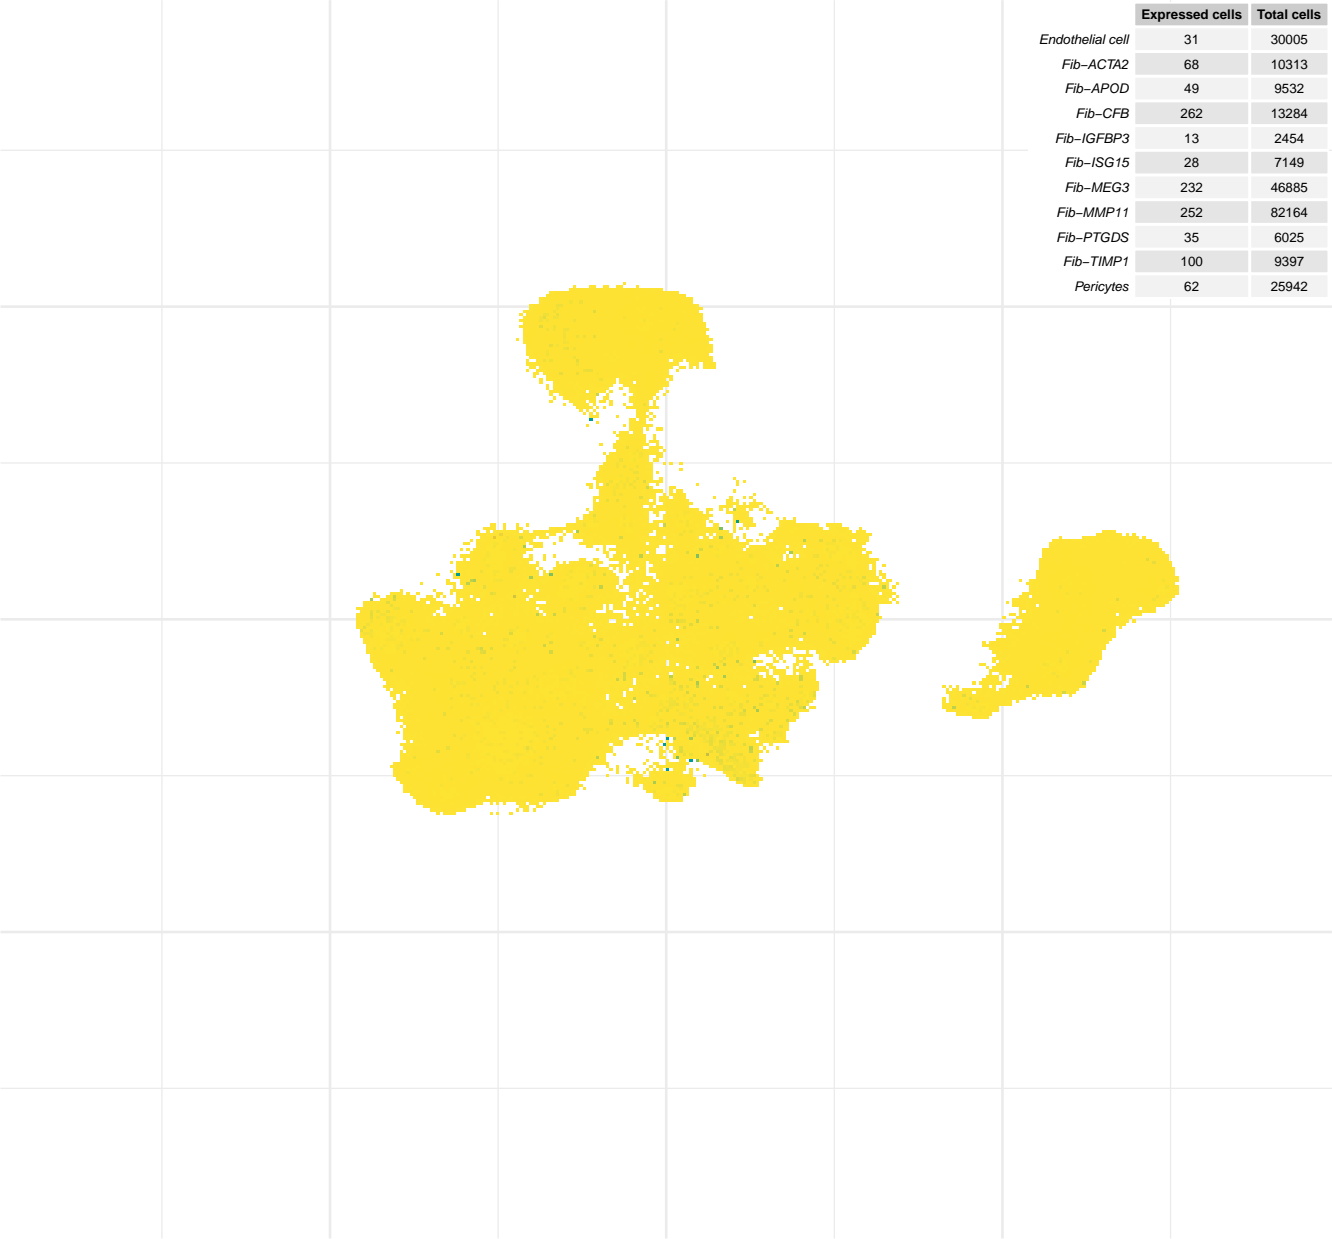 Expressed cells Total cells
Endothelial cell 31 30005
Fib−ACTA2 68 10313
Fib−APOD 49 9532
Fib−CFB 262 13284
Fib−IGFBP3 13 2454
Fib−ISG15 28 7149
Fib−MEG3 232 46885
Fib−MMP11 252 82164
Fib−PTGDS 35 6025
Fib−TIMP1 100 9397
Pericytes 62 25942